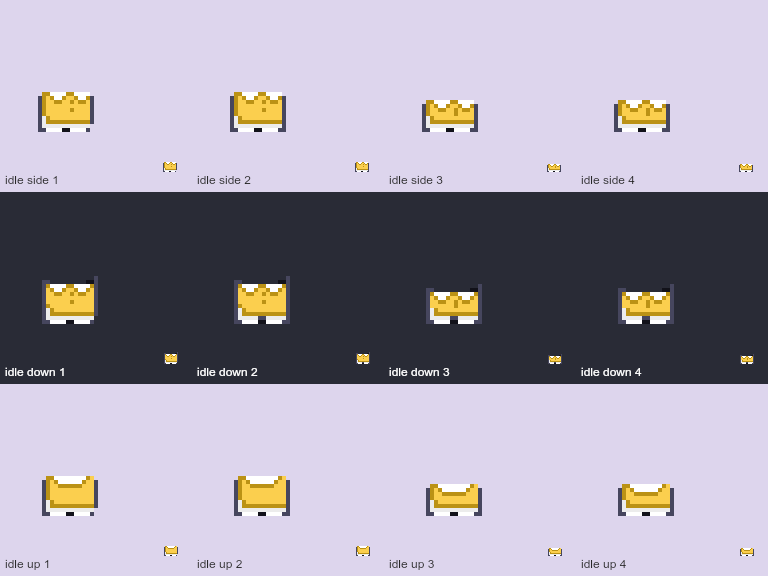 idle side 1
idle side 2
idle side 3
idle side 4
idle down 1
idle down 2
idle down 3
idle down 4
idle up 1
idle up 2
idle up 3
idle up 4